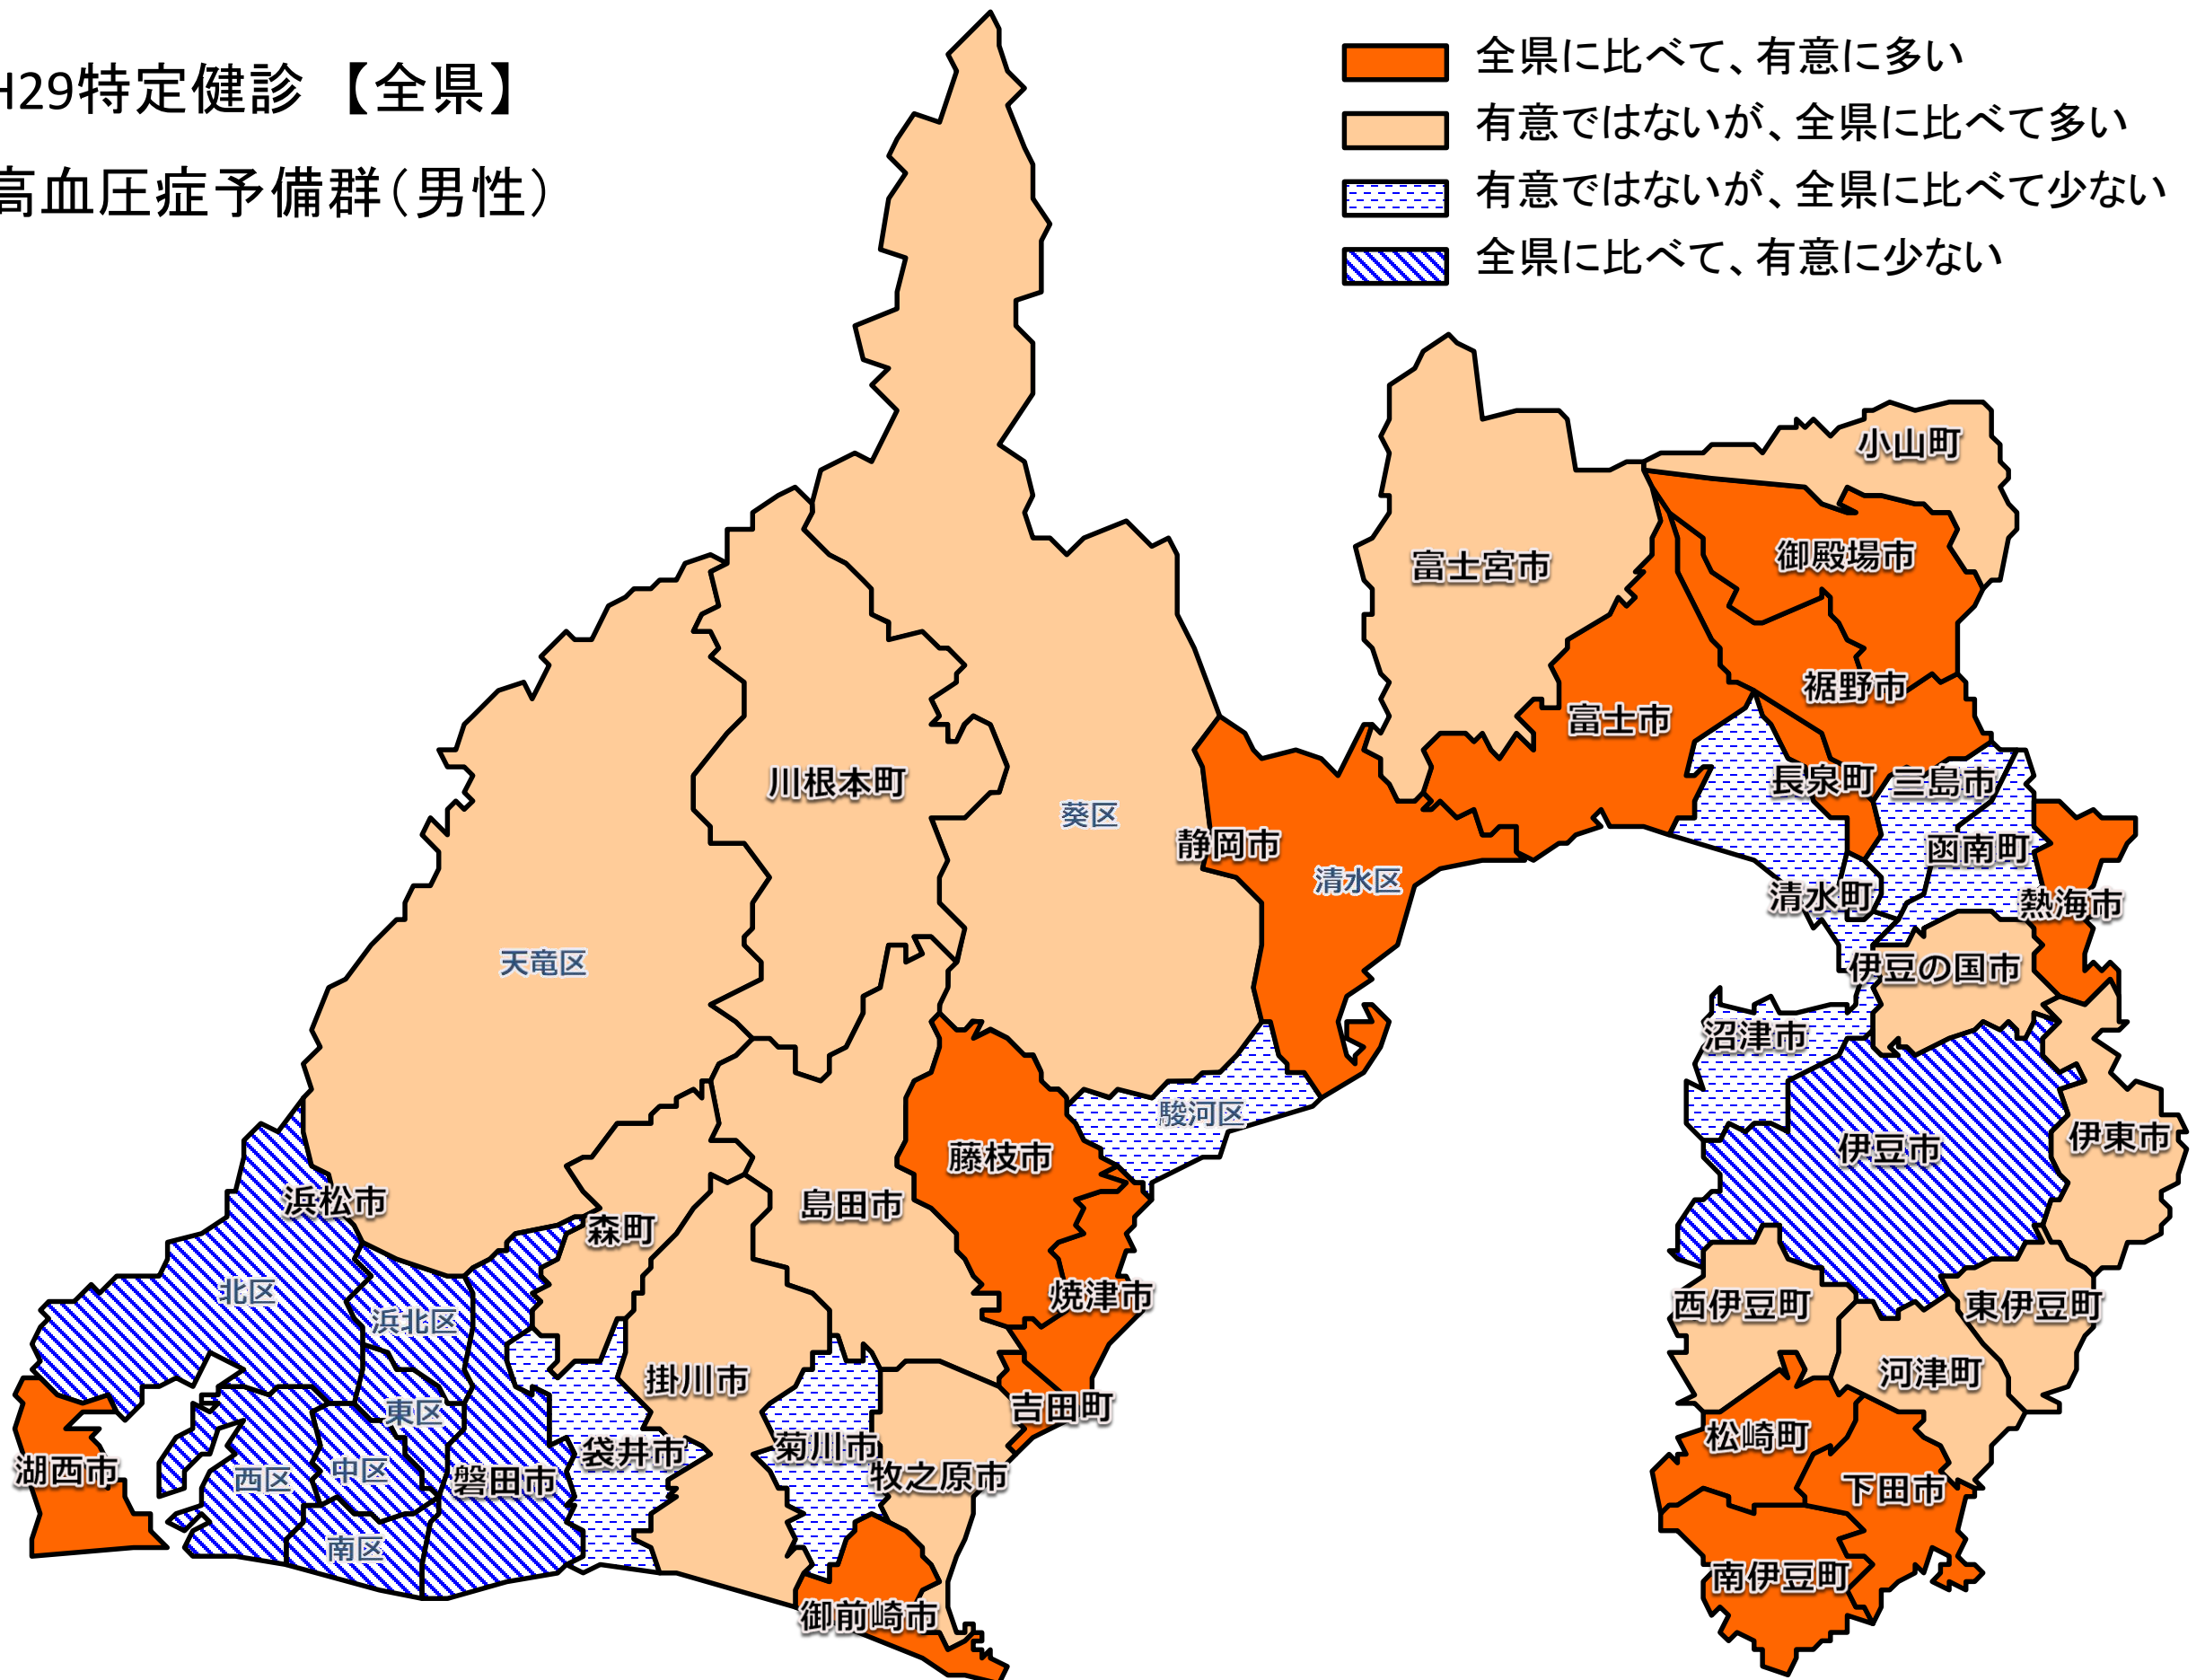 H29特定健診 【全県】
高血圧症予備群(男性)
全県に比べて、有意に多い
有意ではないが、全県に比べて多い
有意ではないが、全県に比べて少ない
全県に比べて、有意に少ない
小山町
御殿場市
富士宮市
裾野市
富士市
川根本町
長泉町
三島市
葵区
静岡市
函南町
清水区
清水町
熱海市
天竜区
伊豆の国市
沼津市
駿河区
伊豆市
伊東市
藤枝市
浜松市
島田市
森町
北区
浜北区
焼津市
西伊豆町
東伊豆町
掛川市
河津町
東区
吉田町
松崎町
湖西市
西区
中区
磐田市
袋井市
菊川市
牧之原市
下田市
南区
南伊豆町
御前崎市